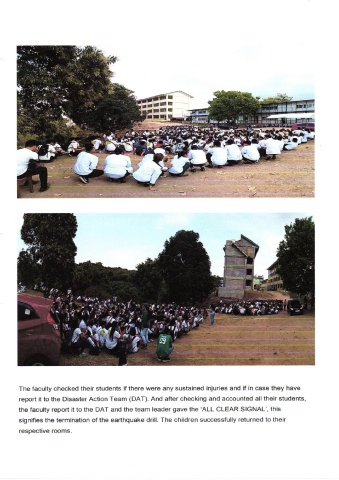 The faculty checked their students if there were any sustained injuries and if in case they have
report it to the Disaster Action Team (DAT). And after checking and accounted all their students,
the faculty report it to the DAT and the team leader gave the 'ALL CLEAR SIGNAL', this
signifies the termination of the earthquake drill. The children successfully returned to their
respective rooms.